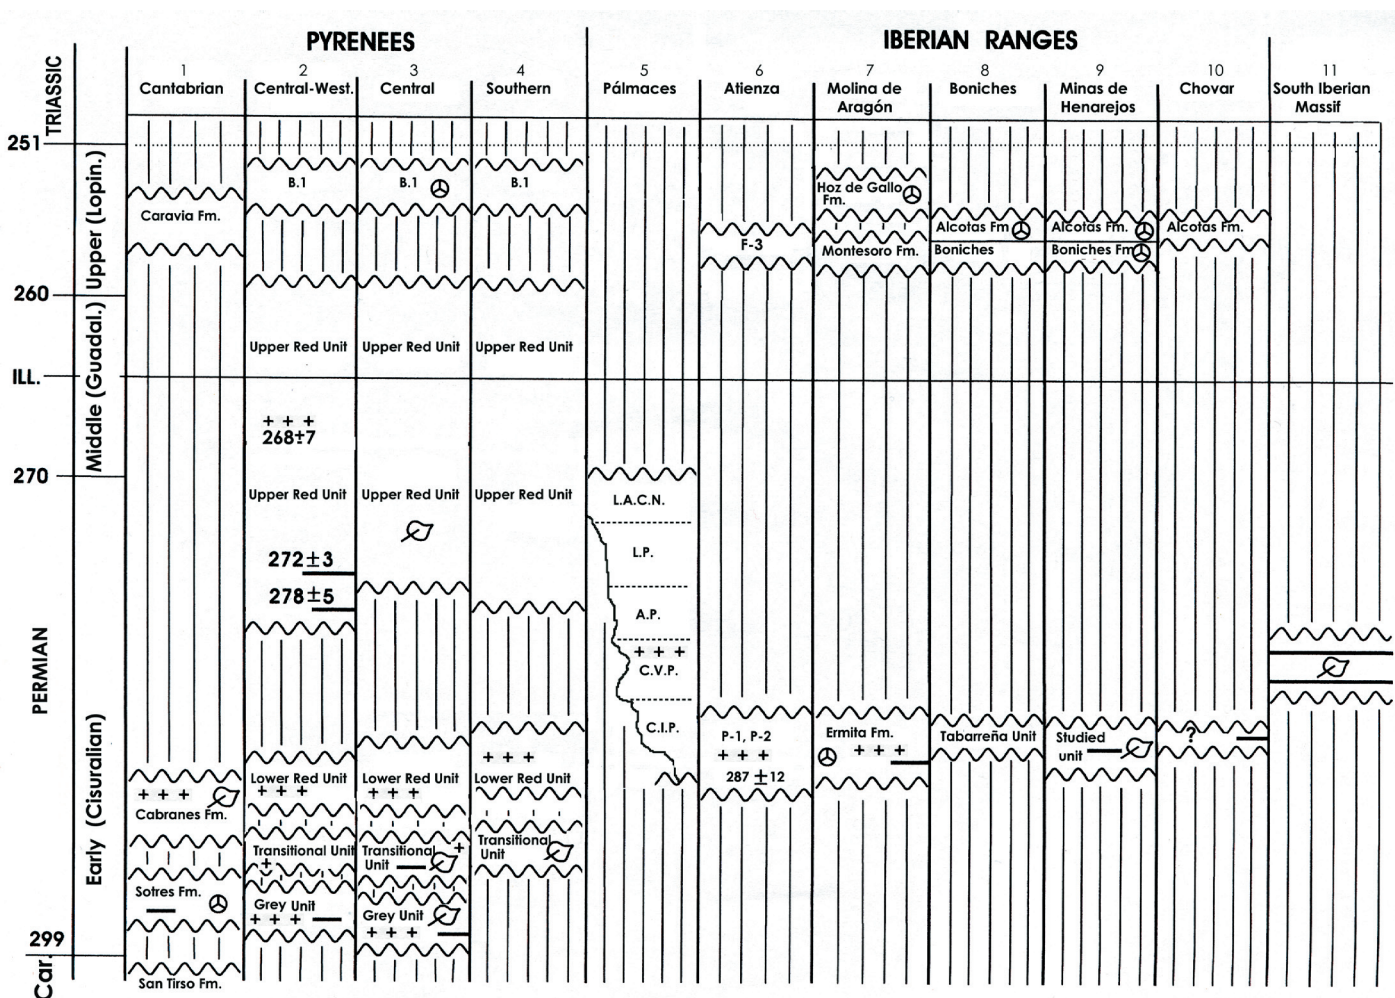 PYRENEES
IBERIAN RANGES
1
Cantabrian
2
Central-West.
3
Central
4
Southern
5
Pálmaces
6
Atienza
7
Molina de
Aragón
8
Boniches
9
Minas de
Henarejos
10
Chovar
11
South Iberian
Massif
TRIASSIC
PERMIAN
Car.
Upper (Lopin.)
Middle (Guadal.)
Early (Cisuralian)
251
260
ILL.
270
299
Caravia Fm.
+ + +
Cabranes Fm.
Sotres Fm.
San Tirso Fm.
B.1
Upper Red Unit
+ + +
268±7
Upper Red Unit
272±3
278±5
Lower Red Unit
+ + +
Transitional Unit
+
Grey Unit
+ + +
B.1
Upper Red Unit
Upper Red Unit
Lower Red Unit
+ + +
Transitional
Unit
+
Grey Unit
+ + +
B.1
Upper Red Unit
Upper Red Unit
+ + +
Lower Red Unit
Transitional
Unit
L.A.C.N.
L.P.
A.P.
+ + +
C.V.P.
C.I.P.
F-3
P-1, P-2
+ + +
287 ±12
Hoz de Gallo
Fm.
Montesoro Fm.
Ermita Fm.
+ + +
Alcotas Fm
Boniches
Tabarreña Unit
Alcotas Fm.
Boniches Fm
Studied
unit
Alcotas Fm.
?